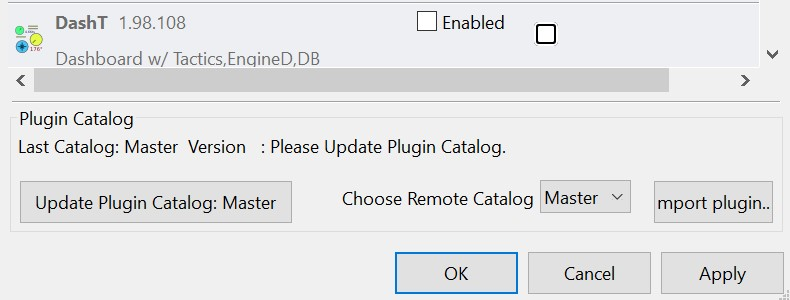 DashT 1.98.108
Enabled
Dashboard w/ Tactics,EngineD,DB
Plugin Catalog
Last Catalog: Master Version : Please Update Plugin Catalog.
Update Plugin Catalog: Master
Choose Remote Catalog
Master
mport plugin..
OK
Cancel
Apply